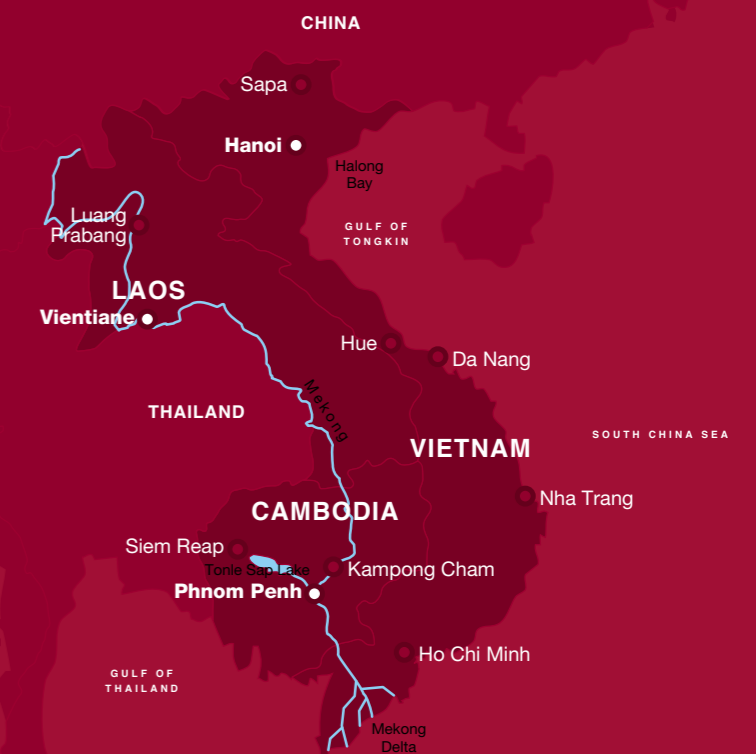 CHINA
Sapa
Hanoi
Halong
Bay
Luang
Prabang
GULF OF
TONGKIN
LAOS
Vientiane
Hue
Da Nang
Mekong
THAILAND
SOUTH CHINA SEA
VIETNAM
Nha Trang
CAMBODIA
Siem Reap
Tonle Sap Lake
Kampong Cham
Phnom Penh
Ho Chi Minh
GULF OF
THAILAND
Mekong
Delta